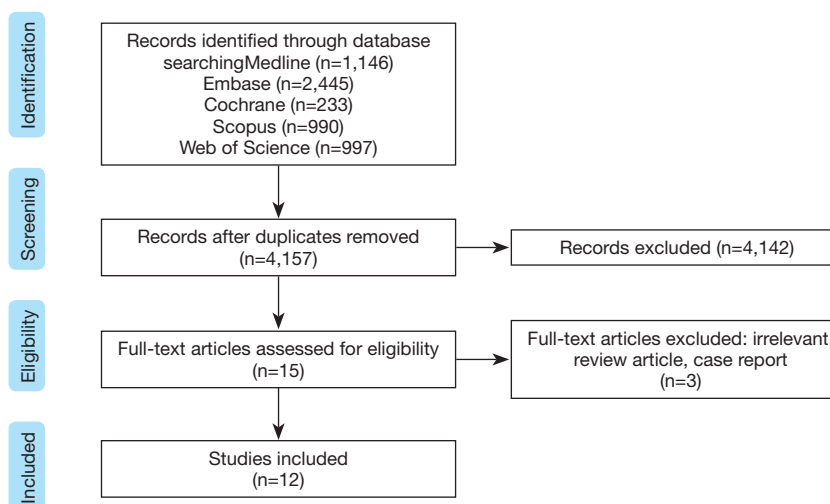 Identification
Records identified through database
searchingMedline (n=1,146)
Embase (n=2,445)
Cochrane (n=233)
Scopus (n=990)
Web of Science (n=997)
Screening
Records after duplicates removed
(n=4,157)
Records excluded (n=4,142)
Eligibility
Full-text articles assessed for eligibility
(n=15)
Full-text articles excluded: irrelevant
review article, case report
(n=3)
Included
Studies included
(n=12)